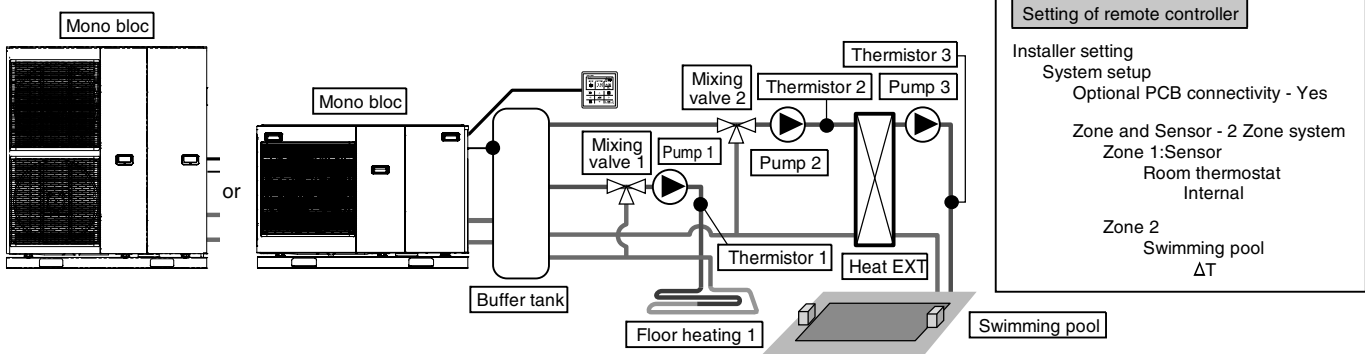 Mono bloc
or
Mono bloc
Buffer tank
Mixing
valve 1
Pump 1
Thermistor 1
Floor heating 1
Mixing
valve 2
Thermistor 2
Pump 2
Thermistor 3
Pump 3
Heat EXT
Swimming pool
Setting of remote controller
Installer setting
System setup
Optional PCB connectivity - Yes
Zone and Sensor - 2 Zone system
Zone 1:Sensor
Room thermostat
Internal
Zone 2
Swimming pool
ΔT